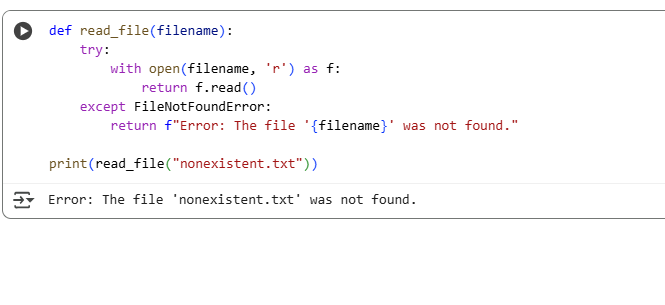 def read_file(filename):
    try:
        with open(filename, 'r') as f:
            return f.read()
    except FileNotFoundError:
        return f"Error: The file '{filename}' was not found."
print(read_file("nonexistent.txt"))
Error: The file 'nonexistent.txt' was not found.